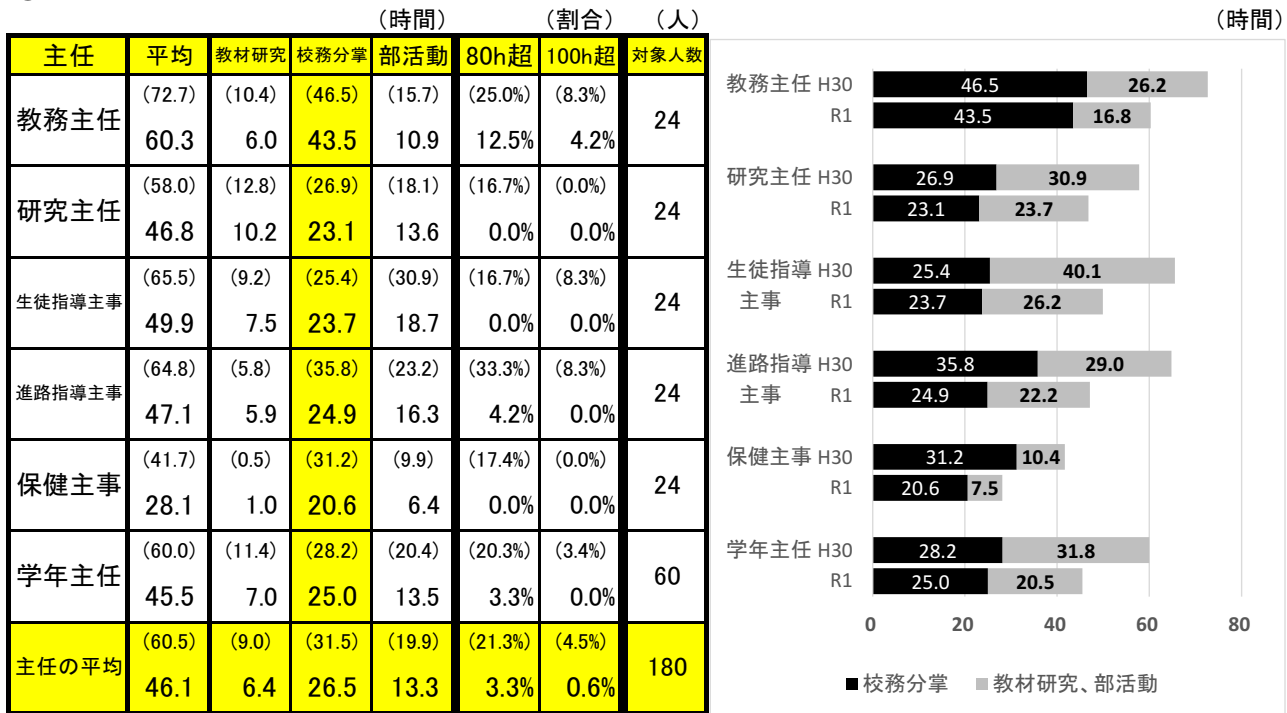 (時間) (割合) (人)
主任 平均 教材研究 校務分掌 部活動 80h超 100h超 対象人数
教務主任 (72.7) (10.4) (46.5) (15.7) (25.0%) (8.3%) 24
60.3 6.0 43.5 10.9 12.5% 4.2%
研究主任 (58.0) (12.8) (26.9) (18.1) (16.7%) (0.0%) 24
46.8 10.2 23.1 13.6 0.0% 0.0%
生徒指導主事 (65.5) (9.2) (25.4) (30.9) (16.7%) (8.3%) 24
49.9 7.5 23.7 18.7 0.0% 0.0%
進路指導主事 (64.8) (5.8) (35.8) (23.2) (33.3%) (8.3%) 24
47.1 5.9 24.9 16.3 4.2% 0.0%
保健主事 (41.7) (0.5) (31.2) (9.9) (17.4%) (0.0%) 24
28.1 1.0 20.6 6.4 0.0% 0.0%
学年主任 (60.0) (11.4) (28.2) (20.4) (20.3%) (3.4%) 60
45.5 7.0 25.0 13.5 3.3% 0.0%
主任の平均 (60.5) (9.0) (31.5) (19.9) (21.3%) (4.5%) 180
46.1 6.4 26.5 13.3 3.3% 0.6%
(時間)
教務主任 H30 46.5 26.2
R1 43.5 16.8
研究主任 H30 26.9 30.9
R1 23.1 23.7
生徒指導 H30 25.4 40.1
主事 R1 23.7 26.2
進路指導 H30 35.8 29.0
主事 R1 24.9 22.2
保健主事 H30 31.2 10.4
R1 20.6 7.5
学年主任 H30 28.2 31.8
R1 25.0 20.5
0 20 40 60 80
校務分掌 教材研究、部活動